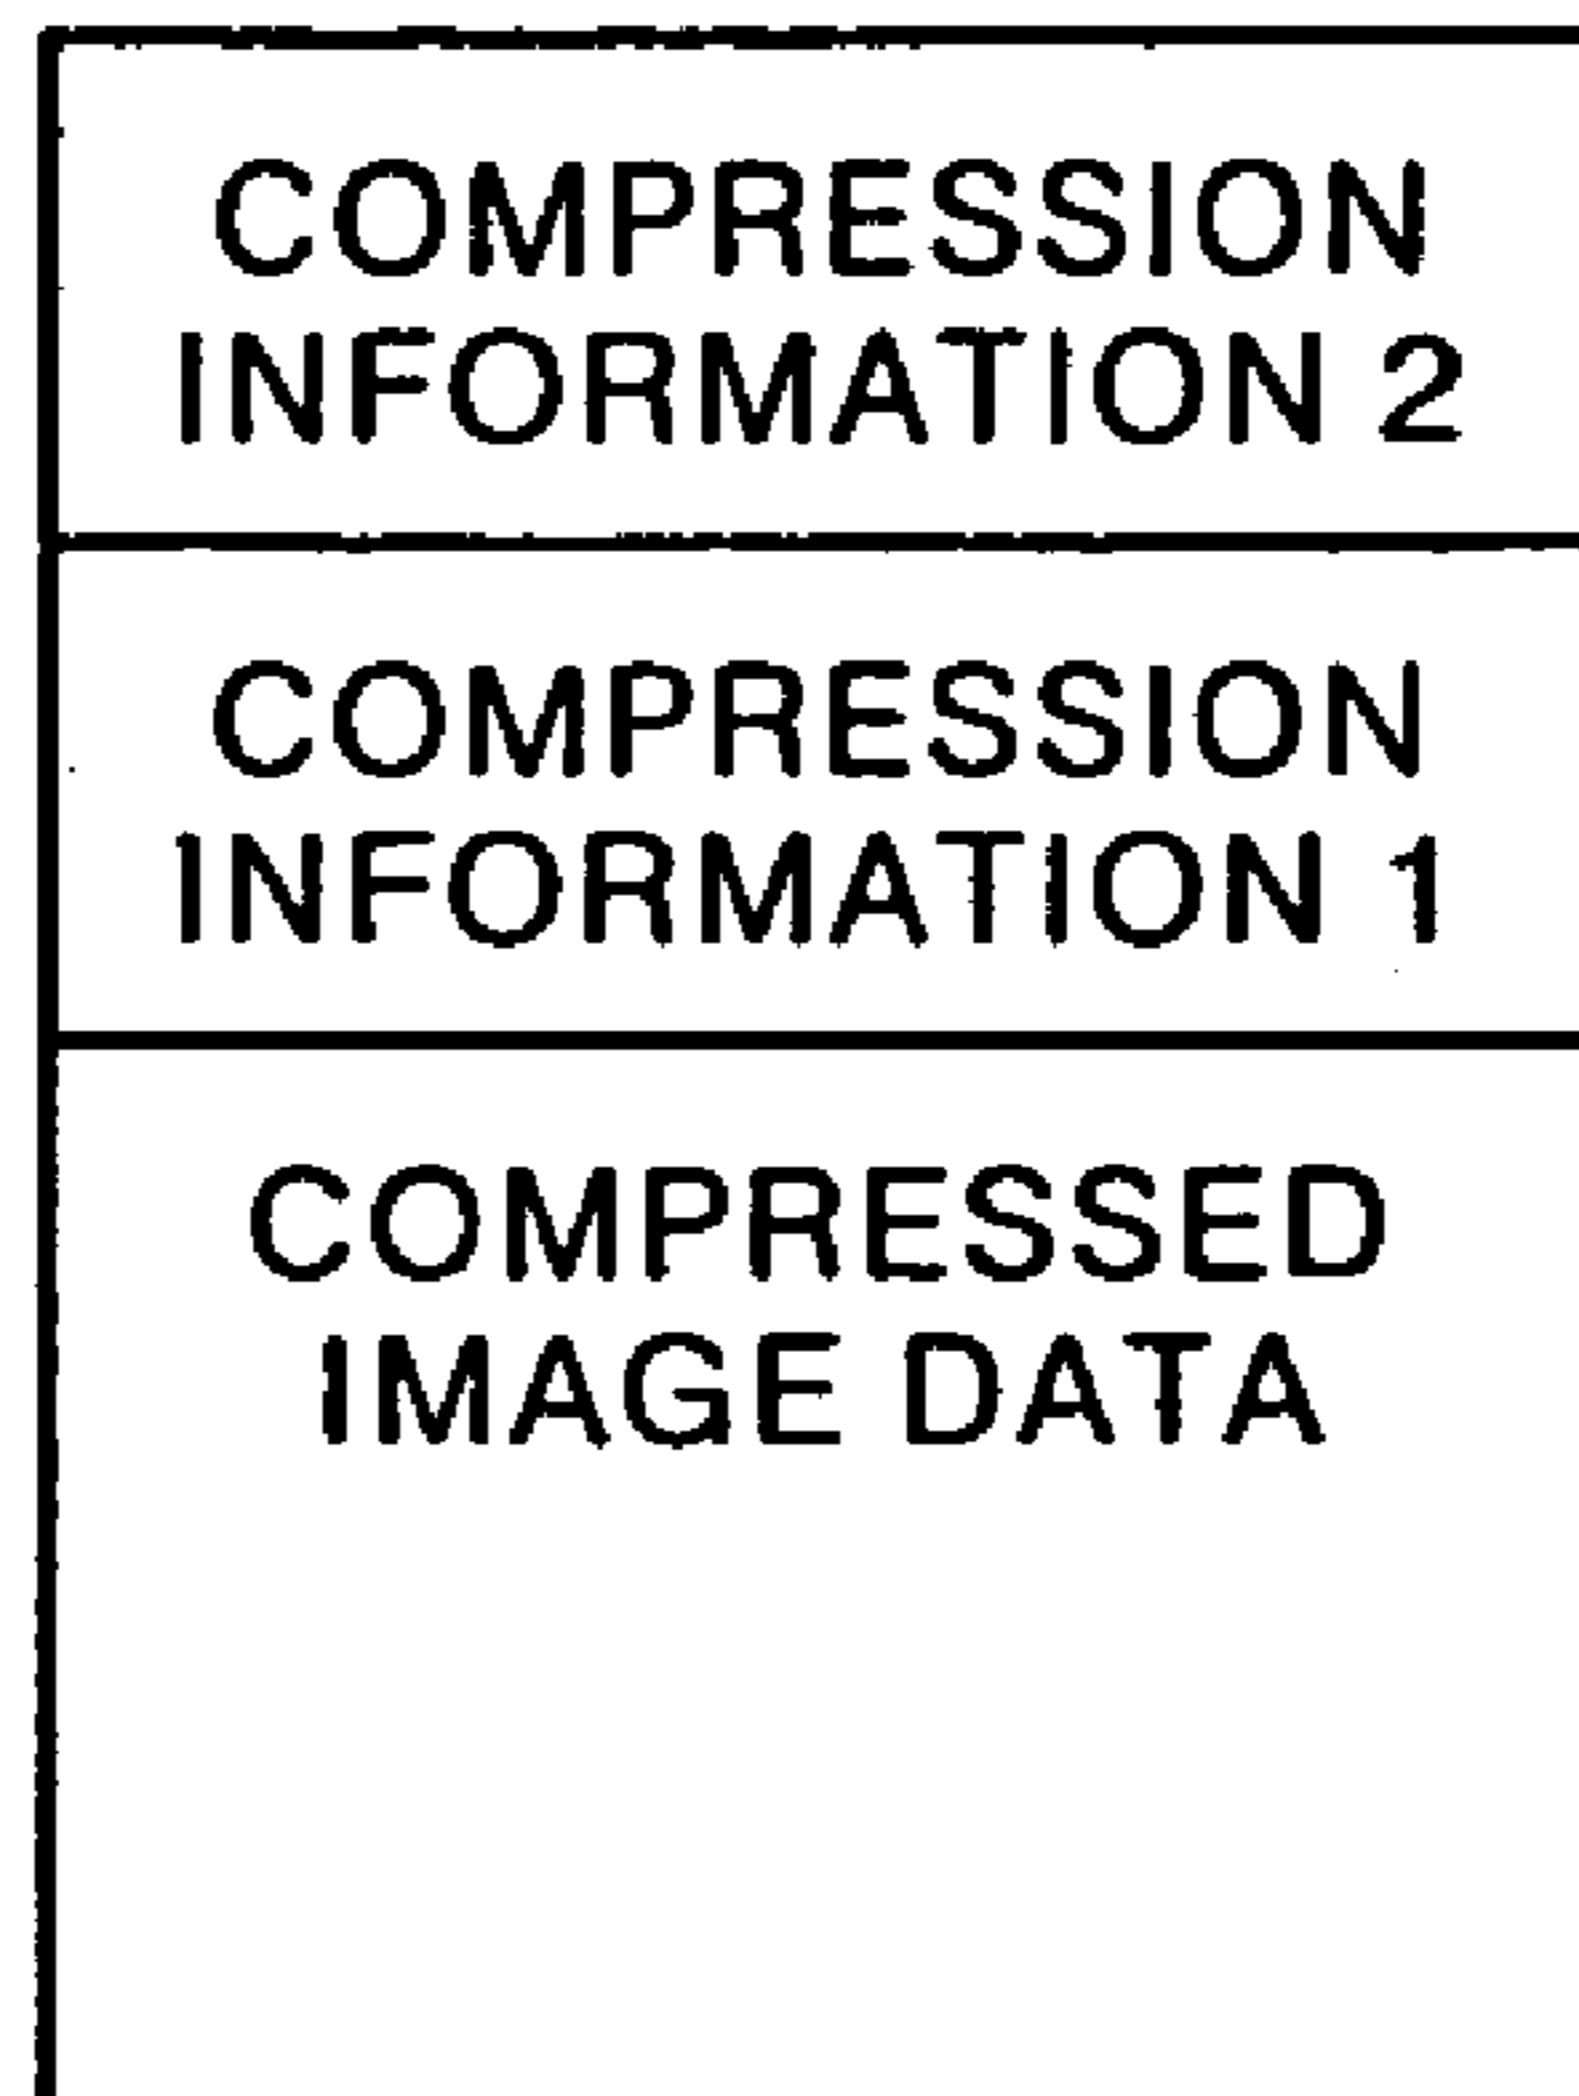 COMPRESSION
INFORMATION 2
COMPRESSION
INFORMATION 1
COMPRESSED
IMAGE DATA